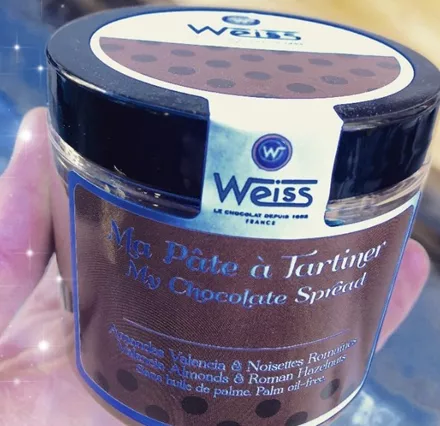 Weiss
W
Weiss
LE CHOCOLAT DEPUIS 1882
FRANCE
Ma Pâte à Tartiner
My Chocolate Spread
Amandes Valencia & Noisettes Romaines
Valencia Almonds & Roman Hazelnuts
Sans huile de palme. Palm oil-free.